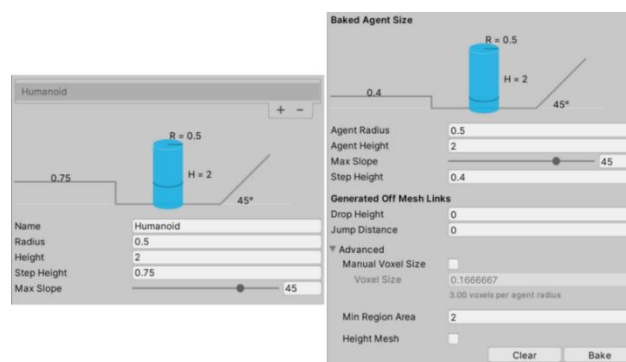 Humanoid
+ −
R = 0.5
0.75
H = 2
45°
Name Humanoid
Radius 0.5
Height 2
Step Height 0.75
Max Slope 45
Baked Agent Size
R = 0.5
H = 2
0.4
45°
Agent Radius 0.5
Agent Height 2
Max Slope 45
Step Height 0.4
Generated Off Mesh Links
Drop Height 0
Jump Distance 0
Advanced
Manual Voxel Size
Voxel Size 0.1666667
3.00 voxels per agent radius
Min Region Area 2
Height Mesh
Clear Bake